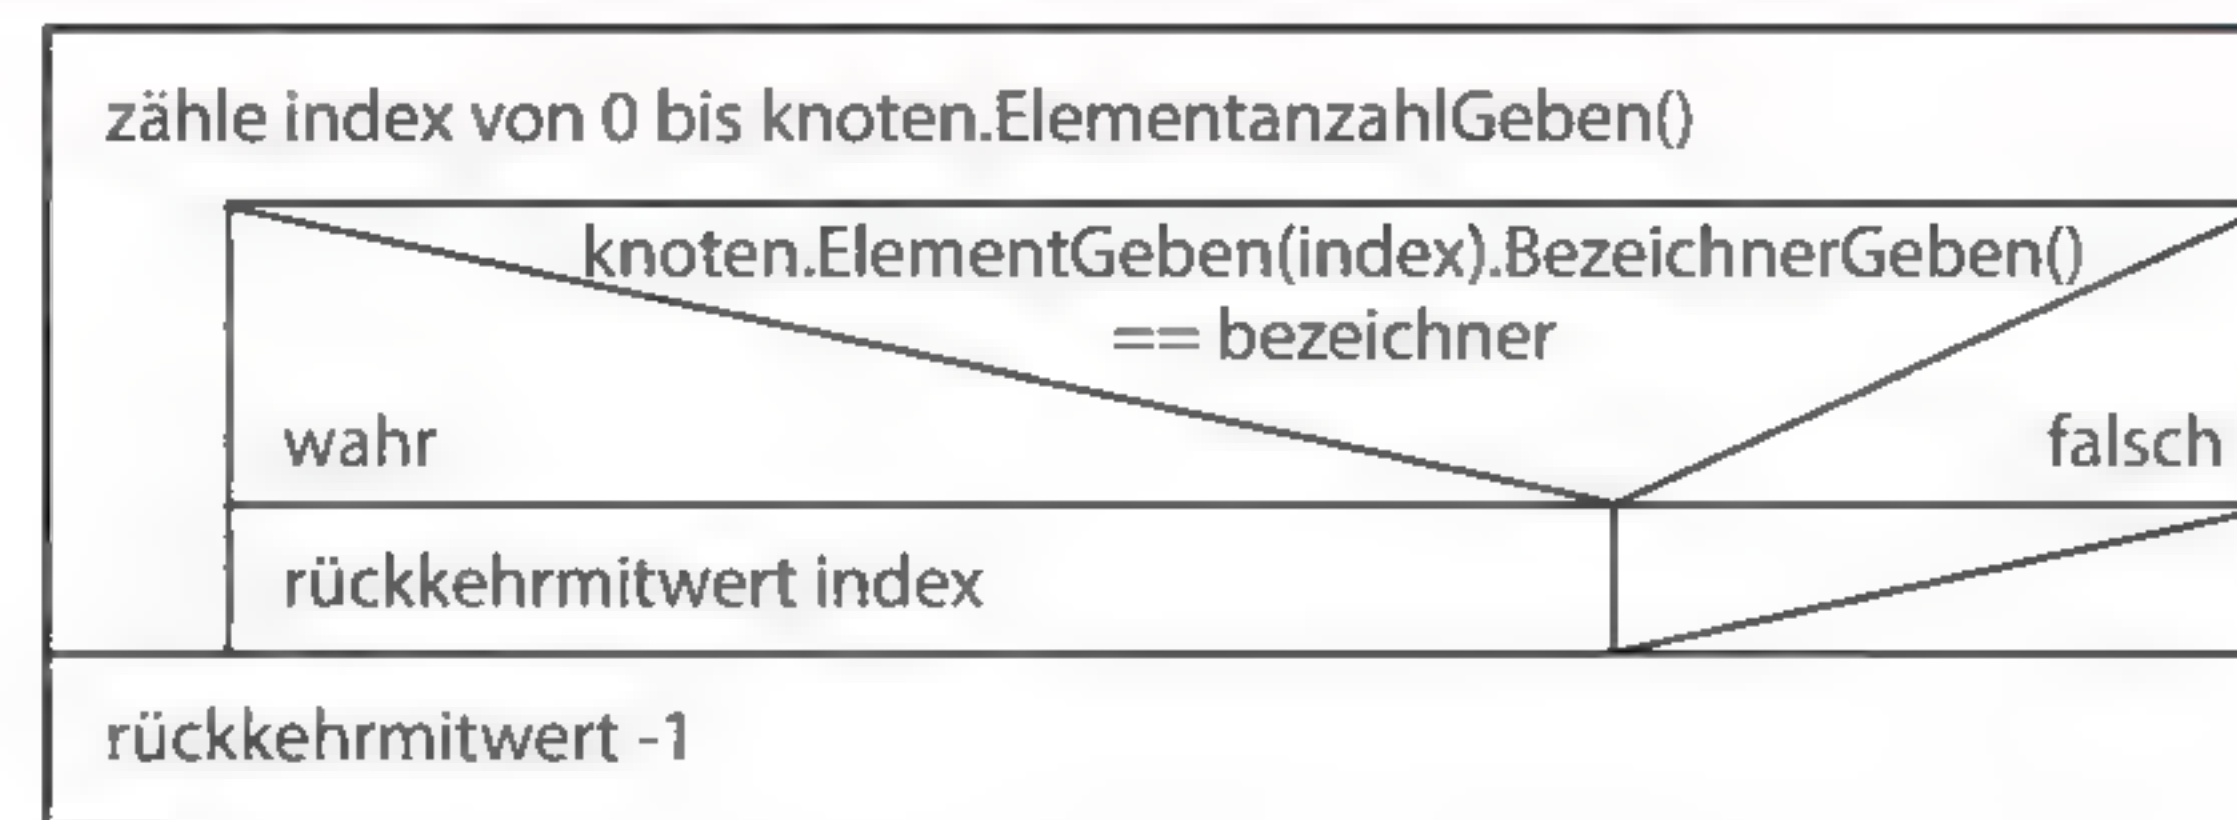 zähle index von 0 bis knoten.ElementanzahlGeben()
knoten.ElementGeben(index).BezeichnerGeben()
== bezeichner
wahr
falsch
rückkehrmitwert index
rückkehrmitwert -1